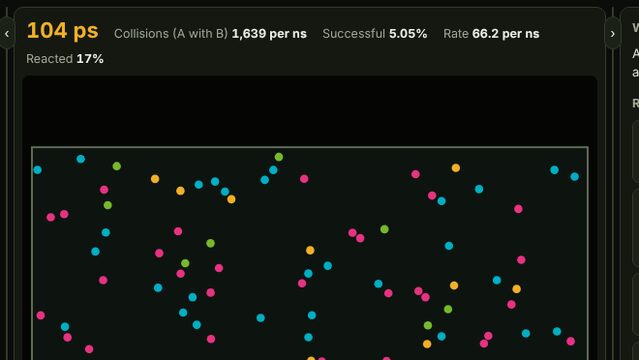 104 ps Collisions (A with B) 1,639 per ns Successful 5.05% Rate 66.2 per ns
Reacted 17%